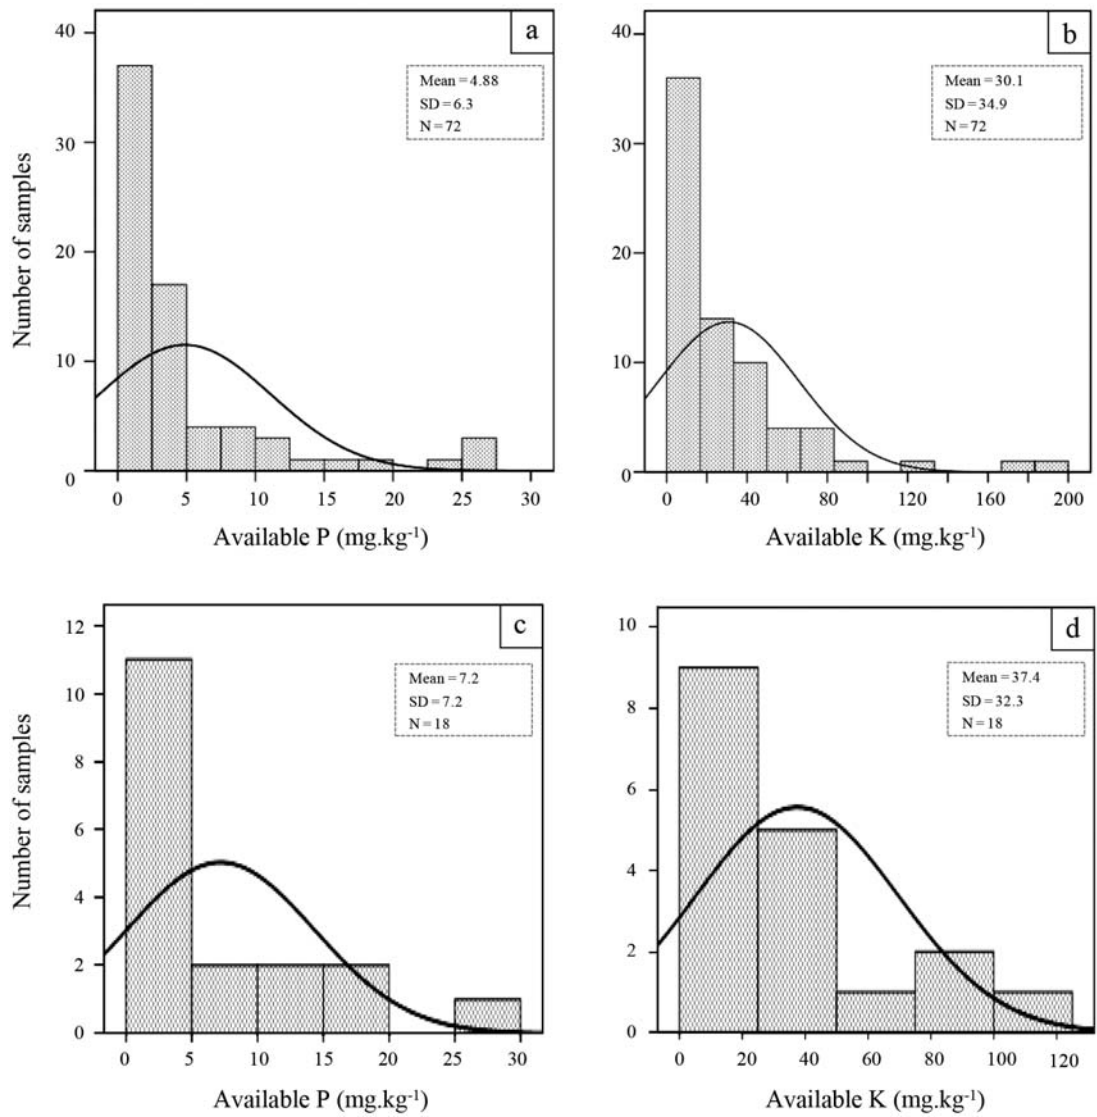 a
40
30
20
10
0
Number of samples
Mean = 4.88
SD = 6.3
N = 72
0 5 10 15 20 25 30
Available P (mg.kg-1)
b
40
30
20
10
0
Mean = 30.1
SD = 34.9
N = 72
0 40 80 120 160 200
Available K (mg.kg-1)
c
12
10
8
6
4
2
0
Number of samples
Mean = 7.2
SD = 7.2
N = 18
0 5 10 15 20 25 30
Available P (mg.kg-1)
d
10
8
6
4
2
0
Mean = 37.4
SD = 32.3
N = 18
0 20 40 60 80 100 120
Available K (mg.kg-1)